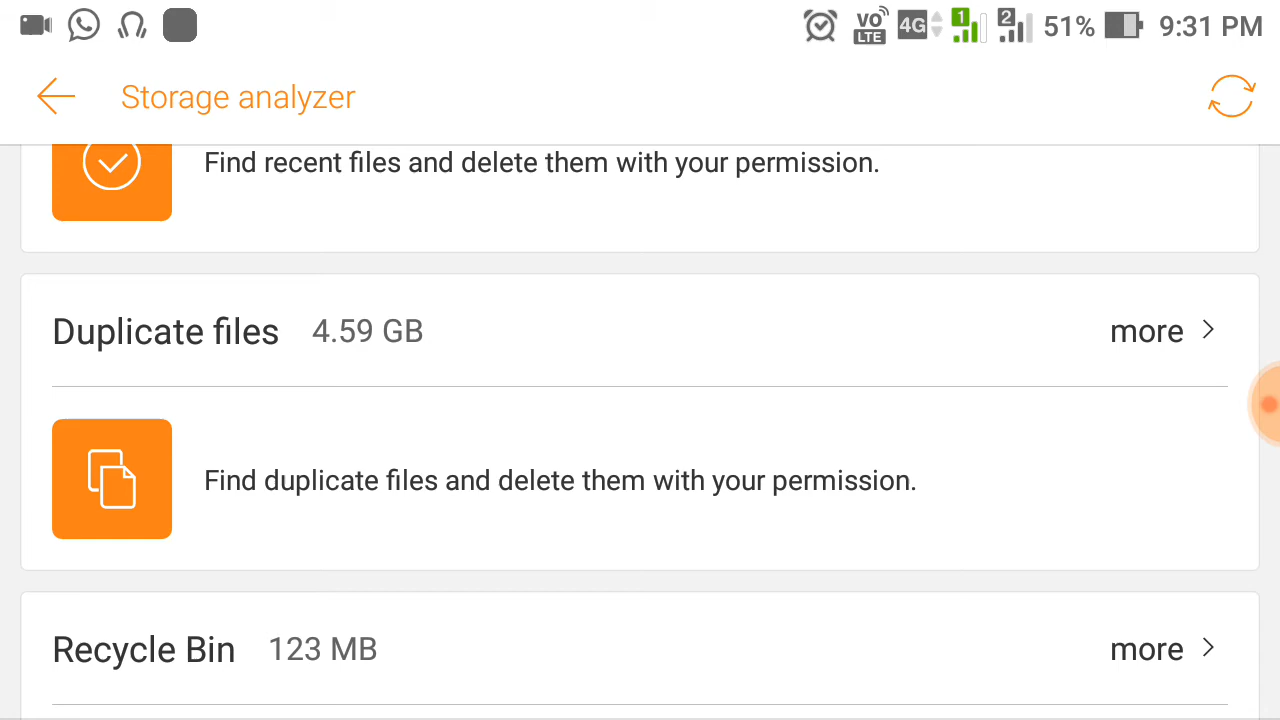 VO LTE 4G 1 2 51% 9:31 PM
Storage analyzer
Find recent files and delete them with your permission.
Duplicate files 4.59 GB more
Find duplicate files and delete them with your permission.
Recycle Bin 123 MB more